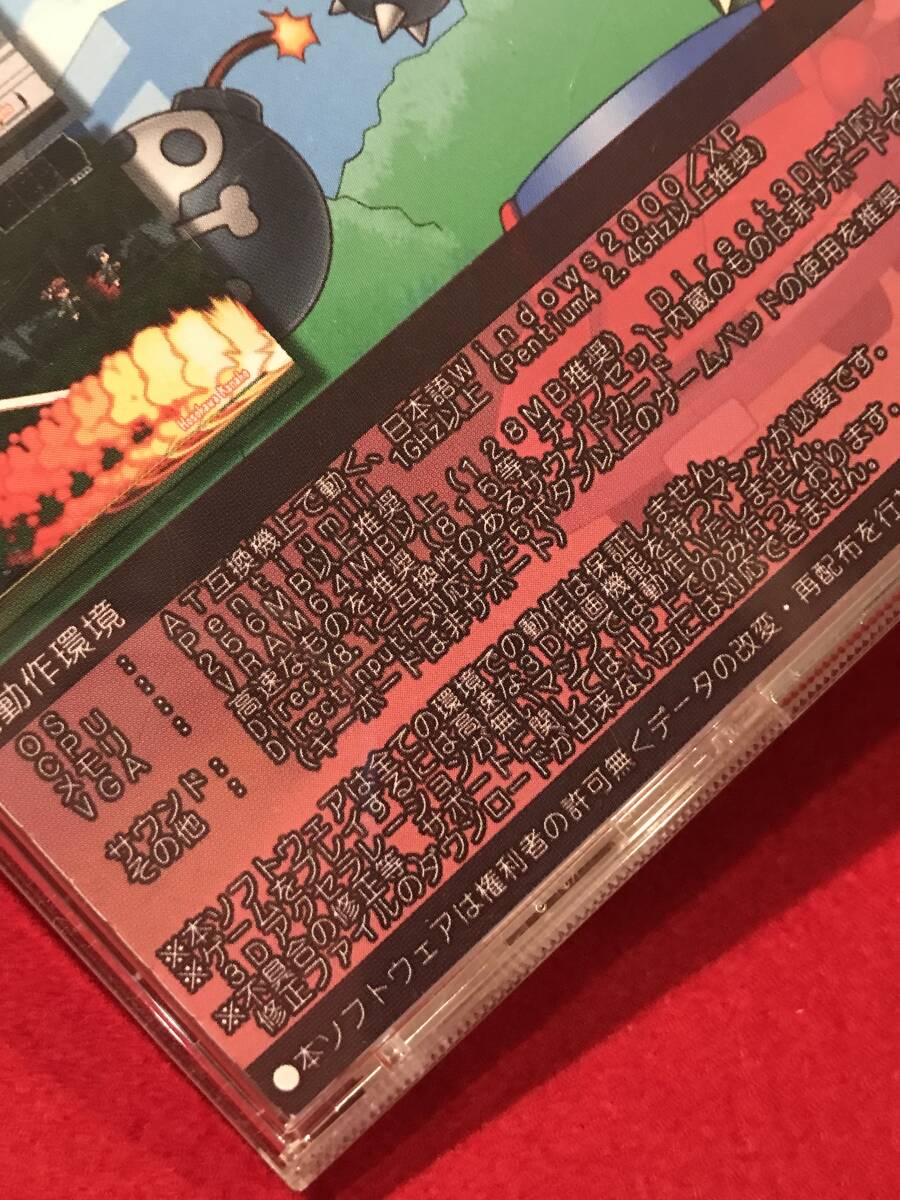 動作環境
OS : AT互換機上で動く、日本語Windows2000/XP
CPU : PentiumIII 1GHz以上 (Pentium4 2.4GHz以上推奨)
メモリ : 256MB以上推奨
VGA : VRAM64MB以上 (128MB推奨) Direct3Dに対応した
高速なものを推奨 (i810等、チップセット内蔵のものは非サポートで
サウンド : DirectX8.1と互換性のあるサウンドカード
その他 : DirectInputに対応した6ボタン以上のゲームパッドの使用を推奨
(キーボードは非サポート)
※本ソフトウェアは全ての環境での動作は保証しません。
※ゲームをプレイするには、高速な3D描画機能を持つマシンが必要です。
3Dアクセラレーションが無いマシンでは動作いたしません。
※不具合の修正等、サポートに関してはHP上でのみ行っております。
修正ファイルのダウンロードが出来ない方には対応できません。
●本ソフトウェアは権利者の許可無くデータの改変・再配布を行